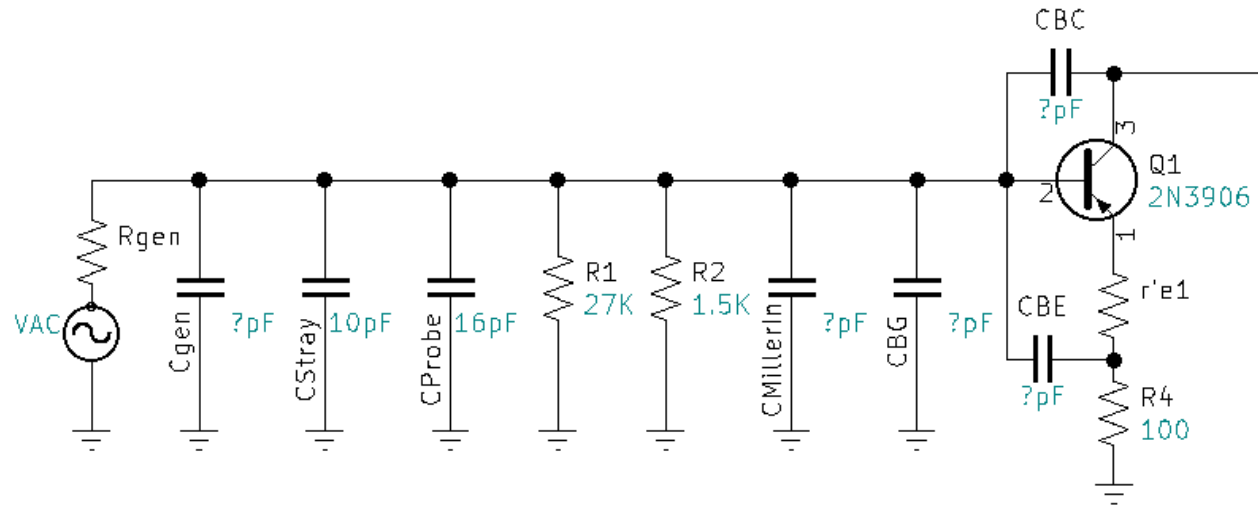 CBC
?pF
3
Q1
2N3906
2
1
Rgen
VAC
Cgen
?pF
CStray
10pF
CProbe
16pF
R1
27K
R2
1.5K
CMillerIn
?pF
CBG
?pF
CBE
?pF
r'e1
R4
100